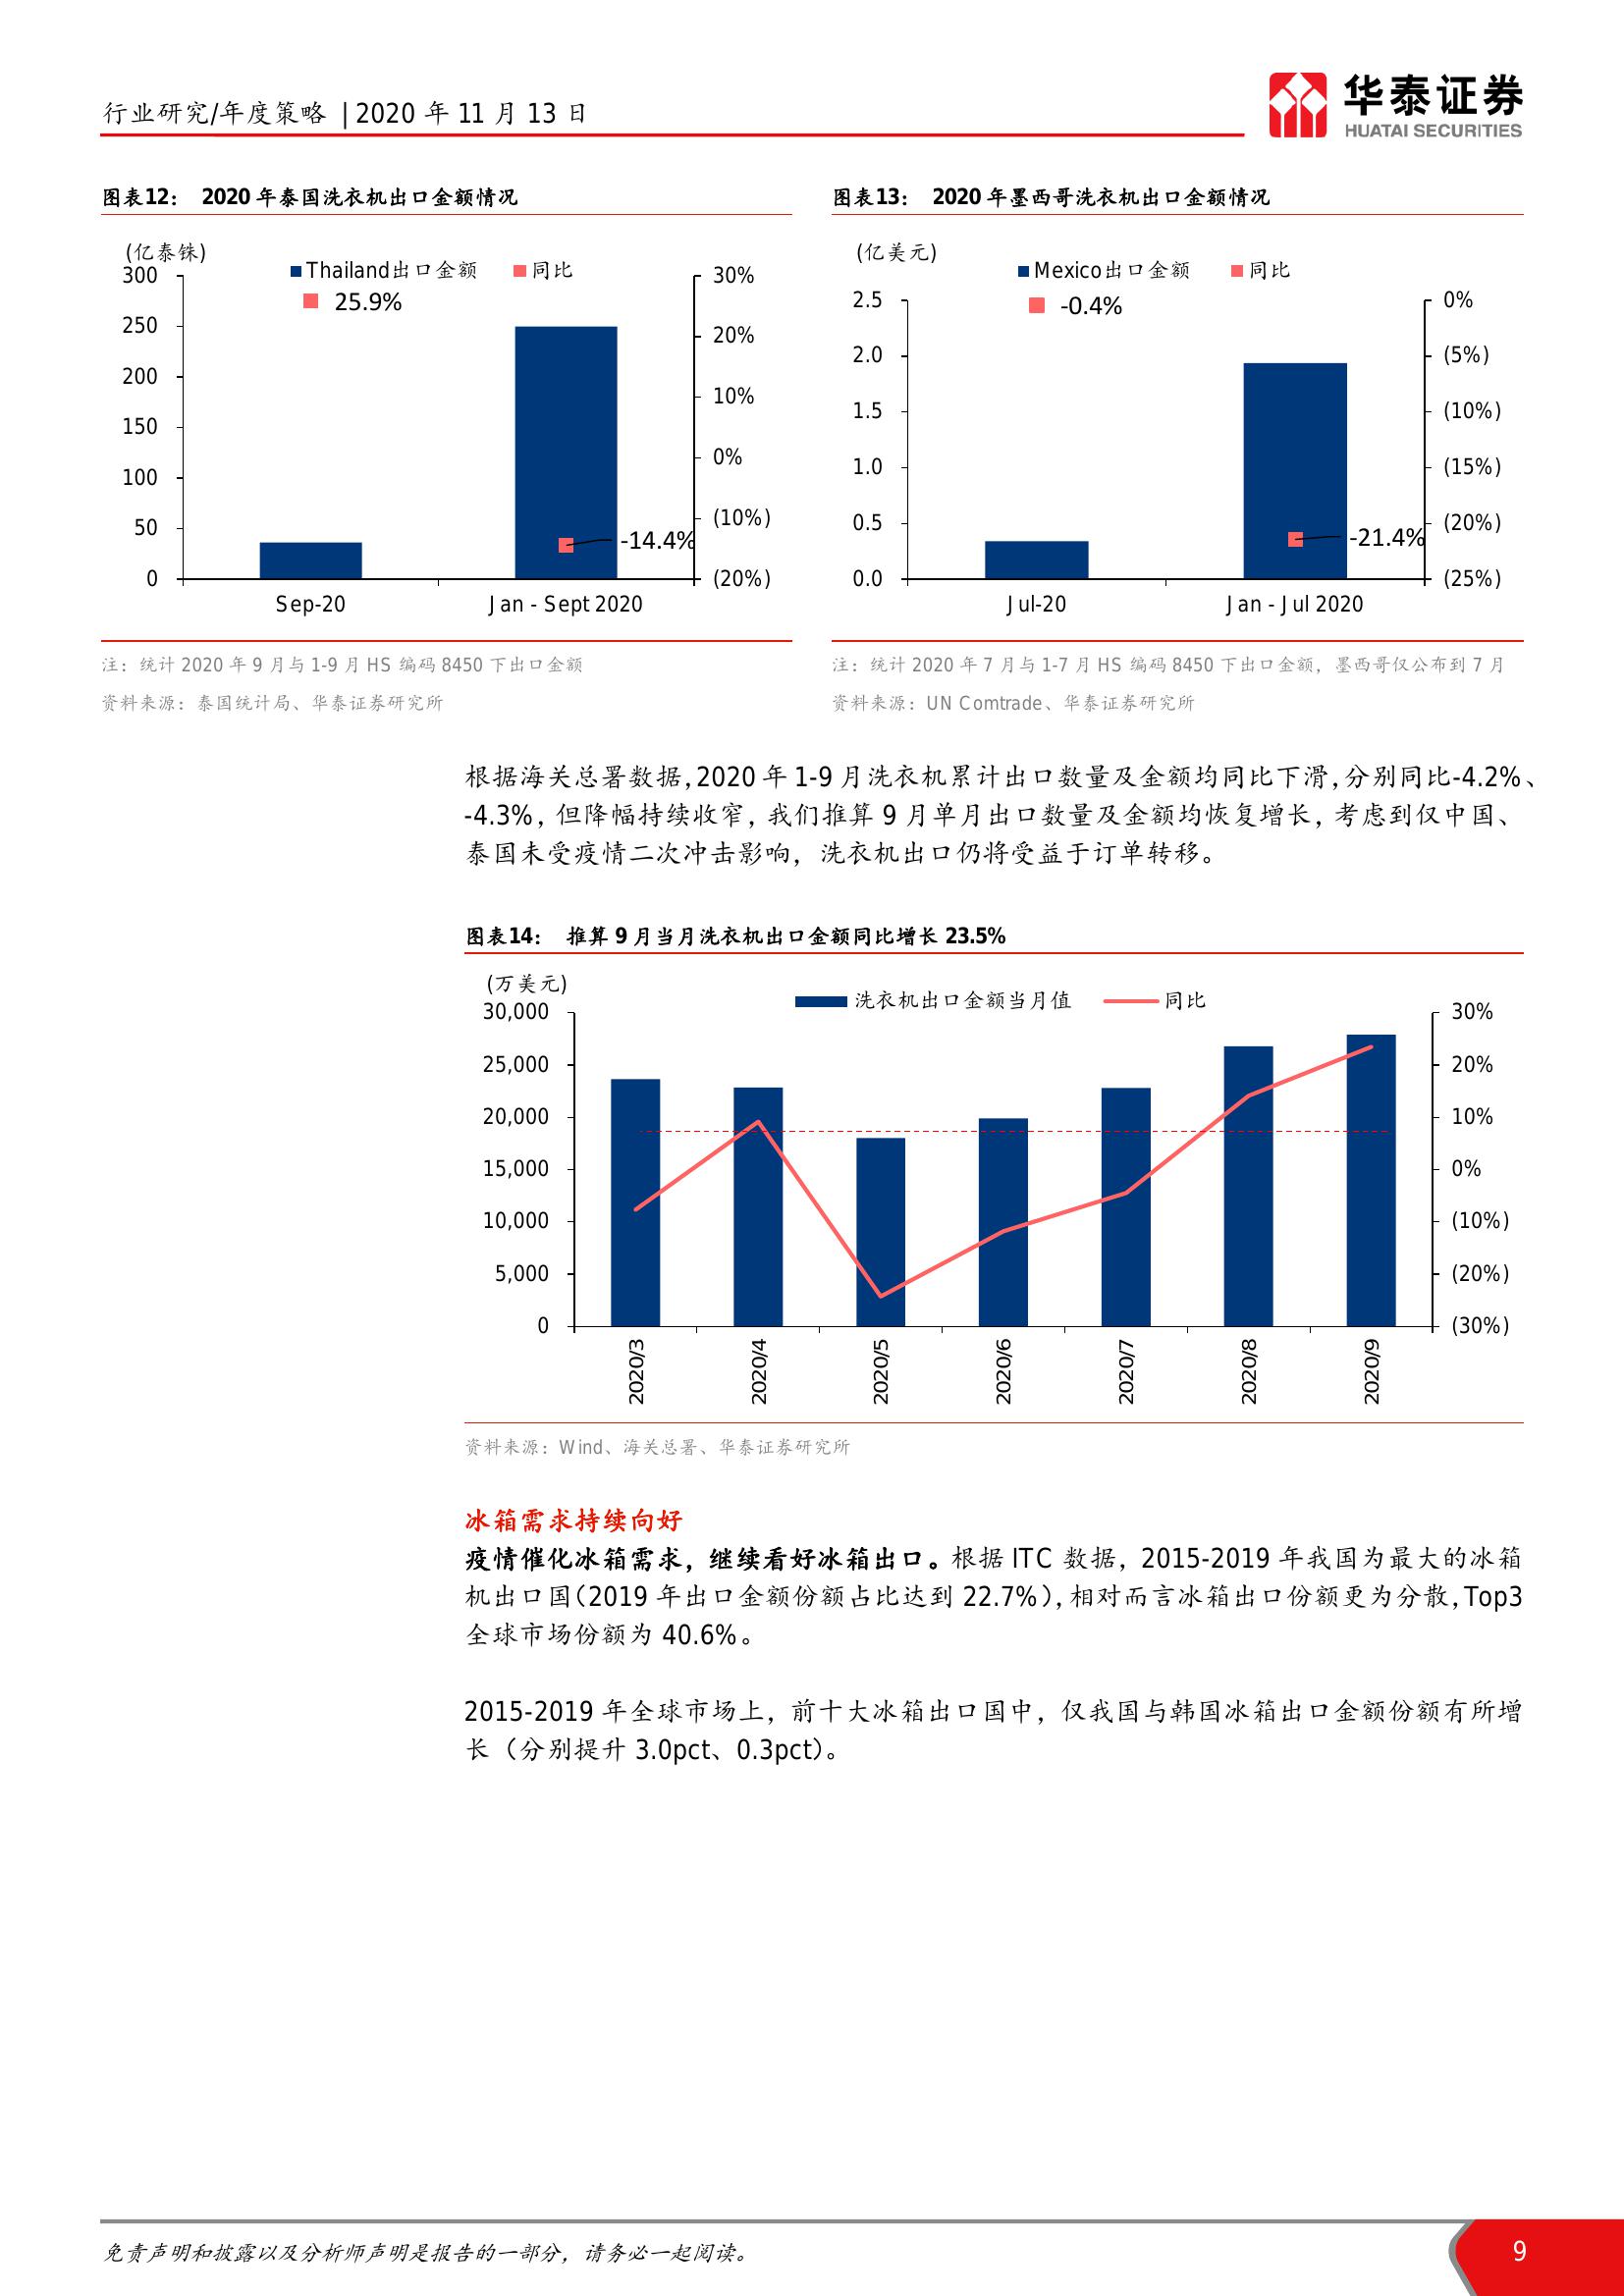 行业研究/年度策略 | 2020 年 11 月 13 日
华泰证券
HUATAI SECURITIES
图表12： 2020 年泰国洗衣机出口金额情况
(亿泰铢)
Thailand出口金额 同比
300
250
200
150
100
50
0
30%
20%
10%
0%
(10%)
(20%)
25.9%
-14.4%
Sep-20 Jan - Sept 2020
注：统计 2020 年 9 月与 1-9 月 HS 编码 8450 下出口金额
资料来源：泰国统计局、华泰证券研究所
图表13： 2020 年墨西哥洗衣机出口金额情况
(亿美元)
Mexico出口金额 同比
2.5
2.0
1.5
1.0
0.5
0.0
0%
(5%)
(10%)
(15%)
(20%)
(25%)
-0.4%
-21.4%
Jul-20 Jan - Jul 2020
注：统计 2020 年 7 月与 1-7 月 HS 编码 8450 下出口金额，墨西哥仅公布到 7 月
资料来源：UN Comtrade、华泰证券研究所
根据海关总署数据，2020 年 1-9 月洗衣机累计出口数量及金额均同比下滑，分别同比-4.2%、
-4.3%，但降幅持续收窄，我们推算 9 月单月出口数量及金额均恢复增长，考虑到仅中国、
泰国未受疫情二次冲击影响，洗衣机出口仍将受益于订单转移。
图表14： 推算 9 月当月洗衣机出口金额同比增长 23.5%
(万美元)
洗衣机出口金额当月值 同比
30,000
25,000
20,000
15,000
10,000
5,000
0
30%
20%
10%
0%
(10%)
(20%)
(30%)
2020/3
2020/4
2020/5
2020/6
2020/7
2020/8
2020/9
资料来源：Wind、海关总署、华泰证券研究所
冰箱需求持续向好
疫情催化冰箱需求，继续看好冰箱出口。根据 ITC 数据，2015-2019 年我国为最大的冰箱
机出口国（2019 年出口金额份额占比达到 22.7%），相对而言冰箱出口份额更为分散，Top3
全球市场份额为 40.6%。
2015-2019 年全球市场上，前十大冰箱出口国中，仅我国与韩国冰箱出口金额份额有所增
长（分别提升 3.0pct、0.3pct）。
免责声明和披露以及分析师声明是报告的一部分，请务必一起阅读。
9